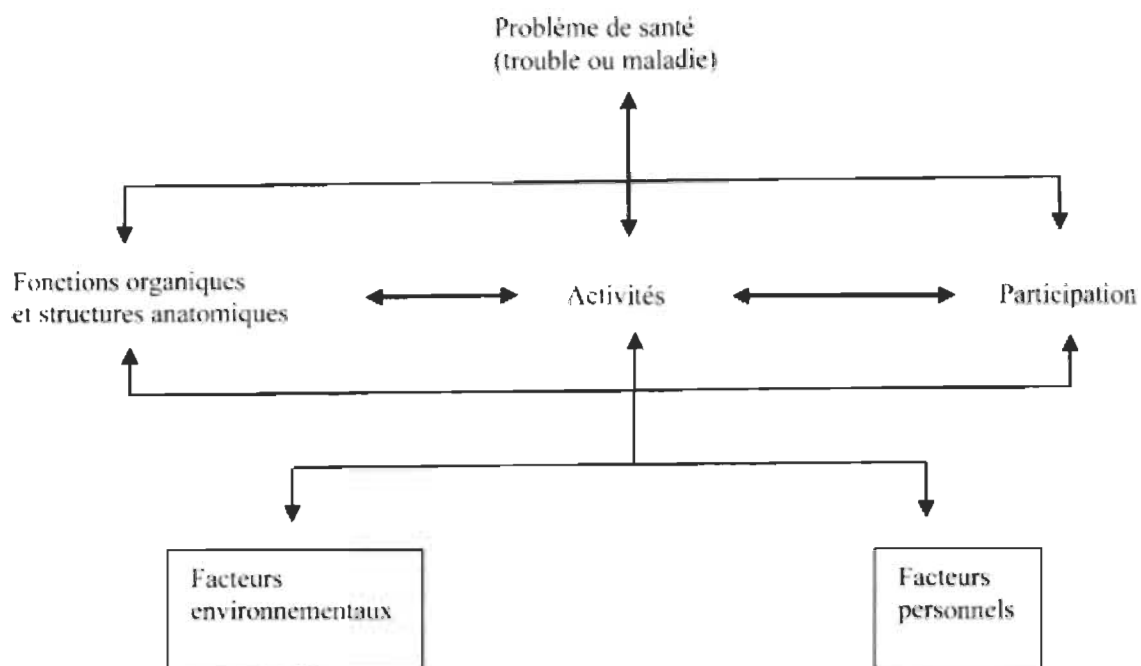 Problème de santé
(trouble ou maladie)
Fonctions organiques
et structures anatomiques
Activités
Participation
Facteurs
environnementaux
Facteurs
personnels